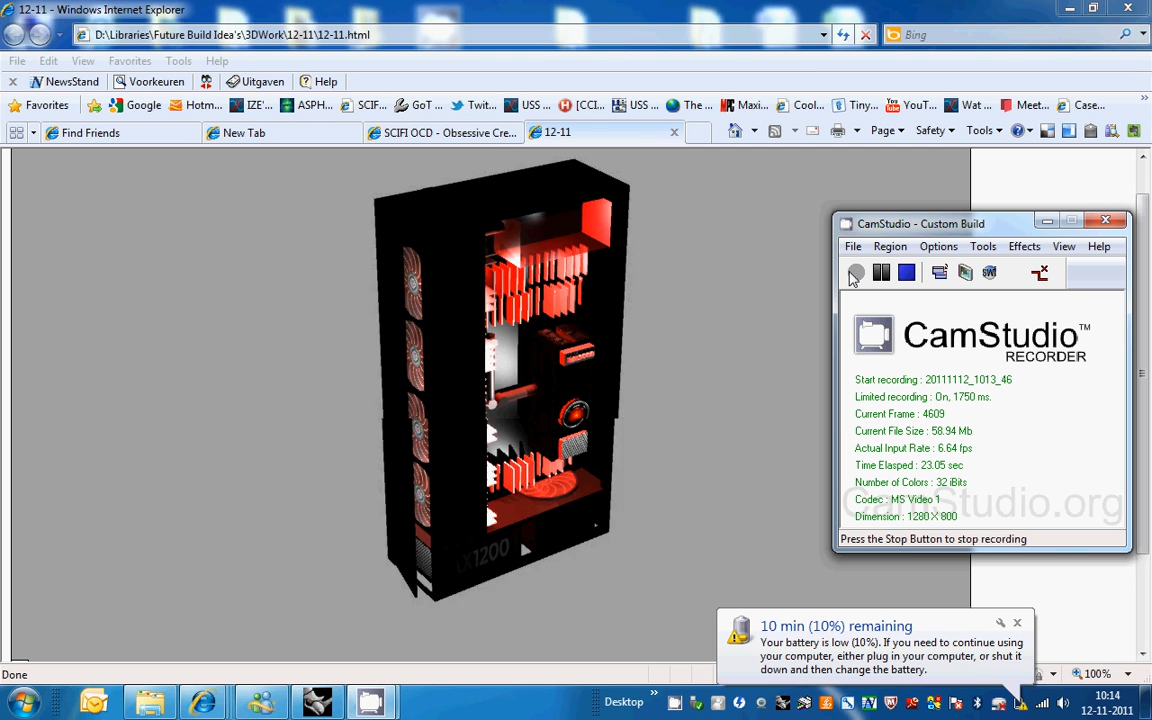 12-11 - Windows Internet Explorer
D:\Libraries\Future Build Idea's\3DWork\12-11\12-11.html
Bing
File Edit View Favorites Tools Help
NewsStand Voorkeuren Uitgaven Help
Favorites Google Hotm... IZE'... ASPH... SCIF... GoT ... Twit... USS ... [CCI... USS ... The ... Maxi... Cool... Tiny... YouT... Wat ... Meet... Case...
Find Friends New Tab SCIFI OCD - Obsessive Cre... 12-11
Page Safety Tools
CamStudio - Custom Build
File Region Options Tools Effects View Help
CamStudio™
RECORDER
Start recording : 20111112_1013_46
Limited recording : On, 1750 ms.
Current Frame : 4609
Current File Size : 58.94 Mb
Actual Input Rate : 6.64 fps
Time Elasped : 23.05 sec
Number of Colors : 32 iBits
Codec : MS Video 1
Dimension : 1280 X 800
CamStudio.org
Press the Stop Button to stop recording
AX1200
10 min (10%) remaining
Your battery is low (10%). If you need to continue using
your computer, either plug in your computer, or shut it
down and then change the battery.
Done
100%
Desktop
10:14
12-11-2011